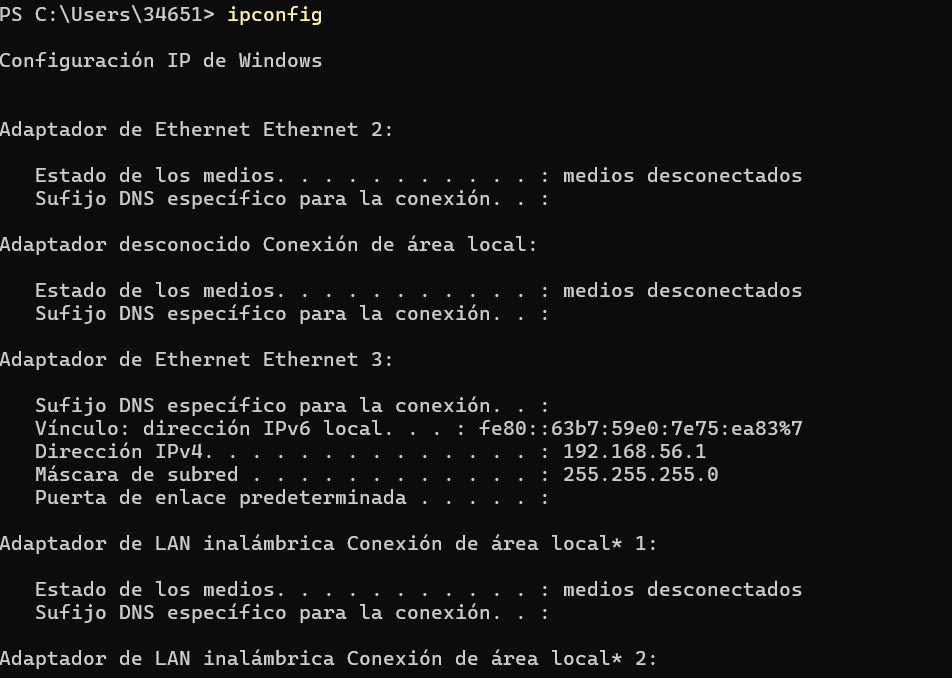 PS C:\Users\34651> ipconfig
Configuración IP de Windows
Adaptador de Ethernet Ethernet 2:
Estado de los medios. . . . . . . . . . . : medios desconectados
Sufijo DNS específico para la conexión. . :
Adaptador desconocido Conexión de área local:
Estado de los medios. . . . . . . . . . . : medios desconectados
Sufijo DNS específico para la conexión. . :
Adaptador de Ethernet Ethernet 3:
Sufijo DNS específico para la conexión. . :
Vínculo: dirección IPv6 local. . . : fe80::63b7:59e0:7e75:ea83%7
Dirección IPv4. . . . . . . . . . . . . . : 192.168.56.1
Máscara de subred . . . . . . . . . . . . : 255.255.255.0
Puerta de enlace predeterminada . . . . . :
Adaptador de LAN inalámbrica Conexión de área local* 1:
Estado de los medios. . . . . . . . . . . : medios desconectados
Sufijo DNS específico para la conexión. . :
Adaptador de LAN inalámbrica Conexión de área local* 2: